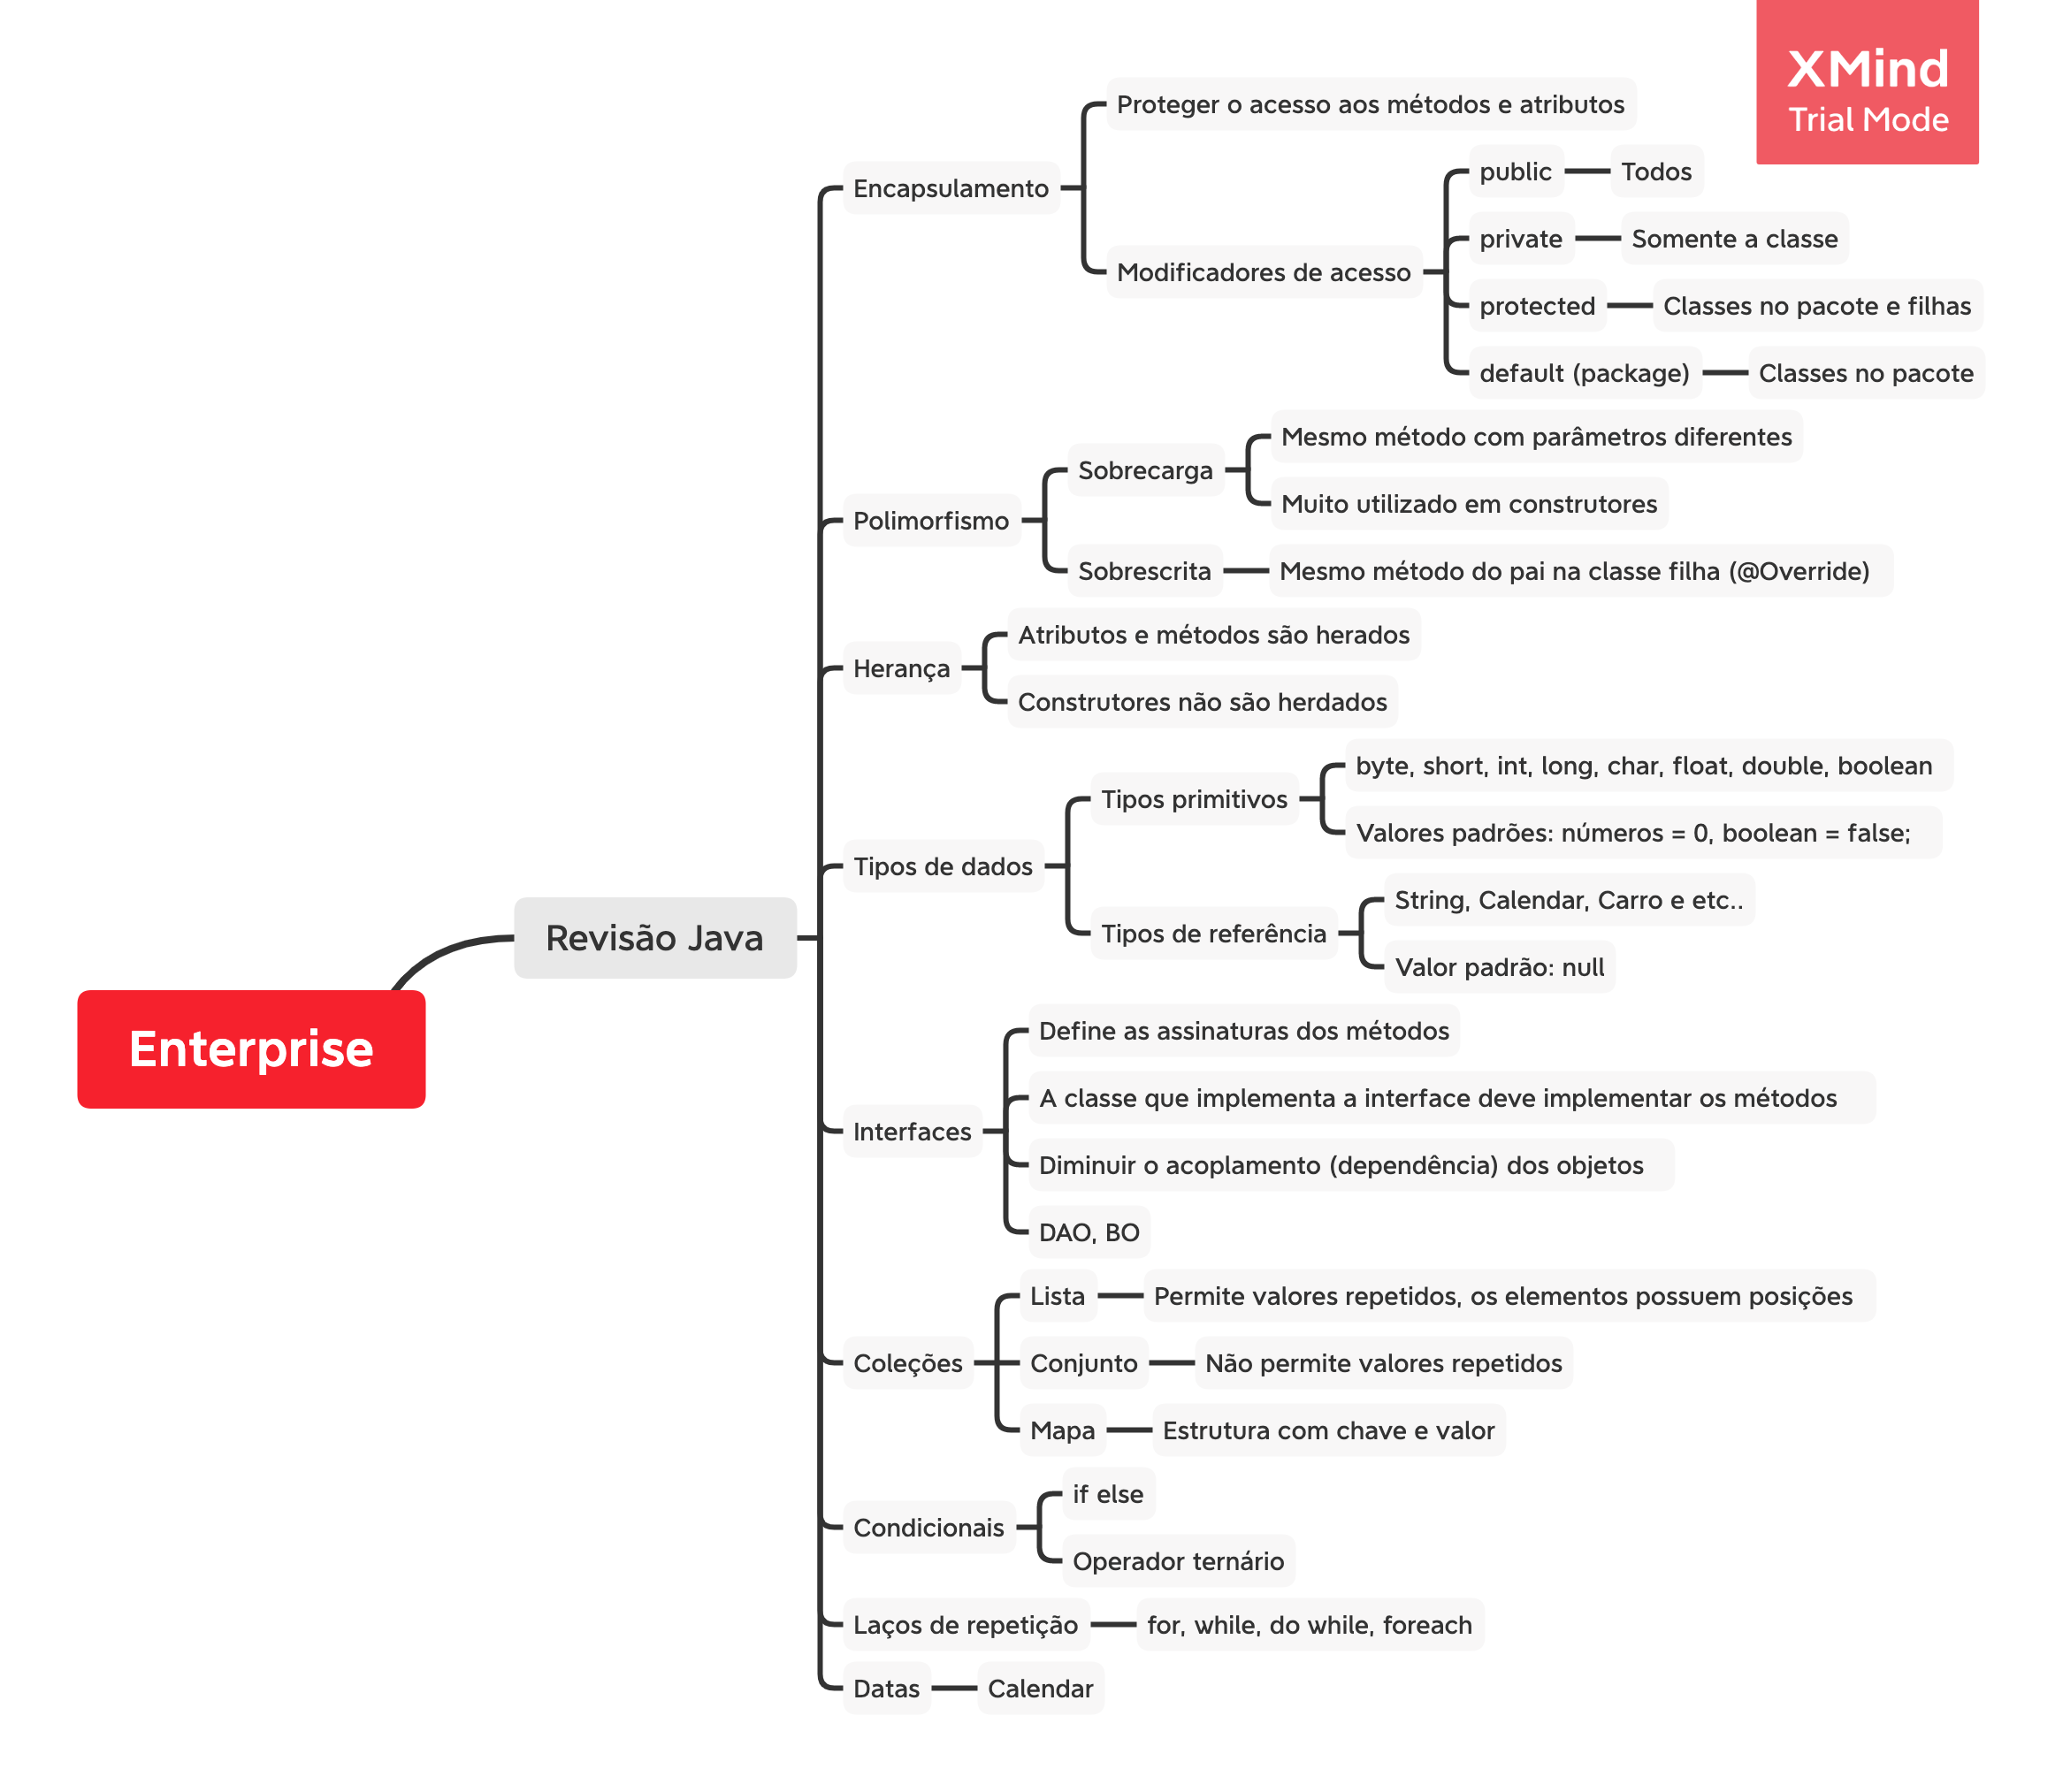 XMind
Trial Mode
Enterprise
Revisão Java
Encapsulamento
Proteger o acesso aos métodos e atributos
Modificadores de acesso
public
Todos
private
Somente a classe
protected
Classes no pacote e filhas
default (package)
Classes no pacote
Polimorfismo
Sobrecarga
Mesmo método com parâmetros diferentes
Muito utilizado em construtores
Sobrescrita
Mesmo método do pai na classe filha (@Override)
Herança
Atributos e métodos são herados
Construtores não são herdados
Tipos de dados
Tipos primitivos
byte, short, int, long, char, float, double, boolean
Valores padrões: números = 0, boolean = false;
Tipos de referência
String, Calendar, Carro e etc..
Valor padrão: null
Interfaces
Define as assinaturas dos métodos
A classe que implementa a interface deve implementar os métodos
Diminuir o acoplamento (dependência) dos objetos
DAO, BO
Coleções
Lista
Permite valores repetidos, os elementos possuem posições
Conjunto
Não permite valores repetidos
Mapa
Estrutura com chave e valor
Condicionais
if else
Operador ternário
Laços de repetição
for, while, do while, foreach
Datas
Calendar